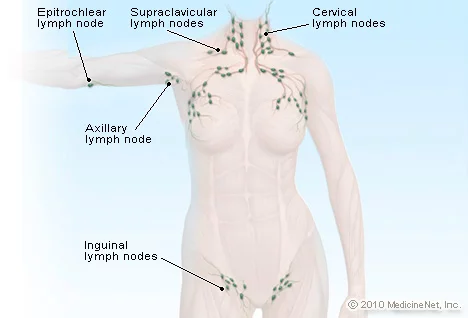 Epitrochlear
lymph node
Supraclavicular
lymph nodes
Cervical
lymph nodes
Axillary
lymph node
Inguinal
lymph nodes
© 2010 MedicineNet, Inc.